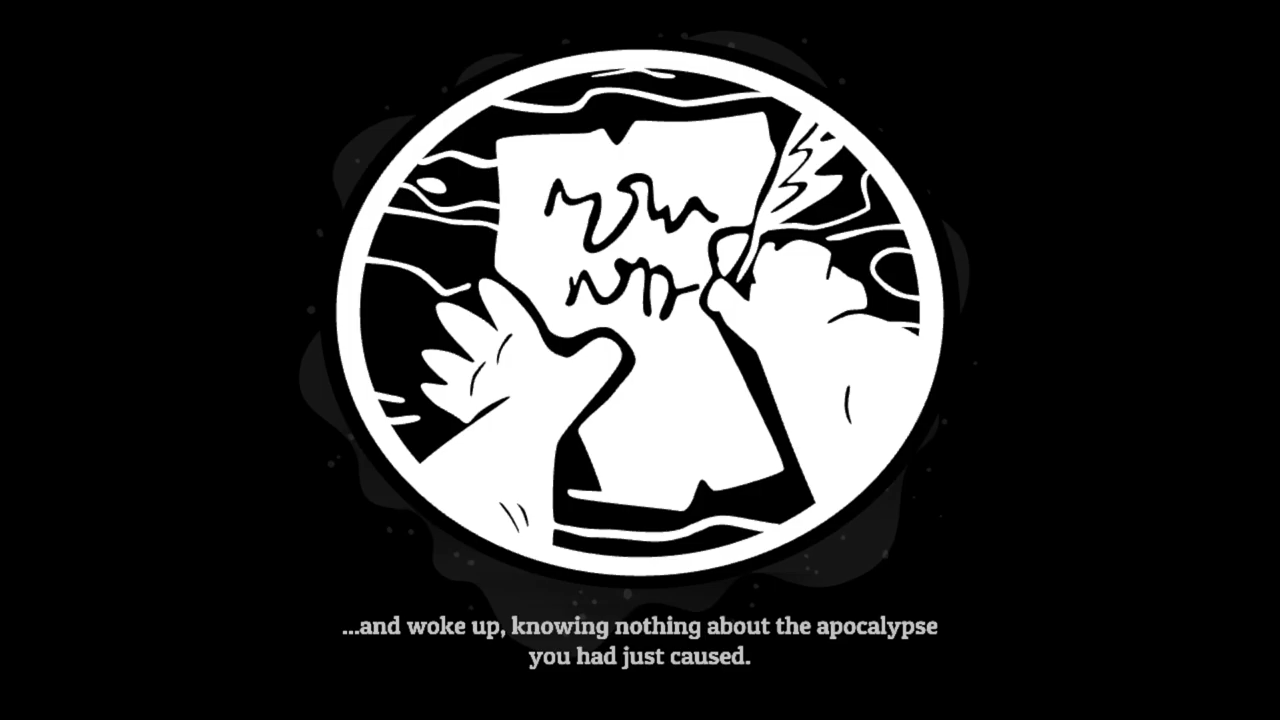 ...and woke up, knowing nothing about the apocalypse
you had just caused.